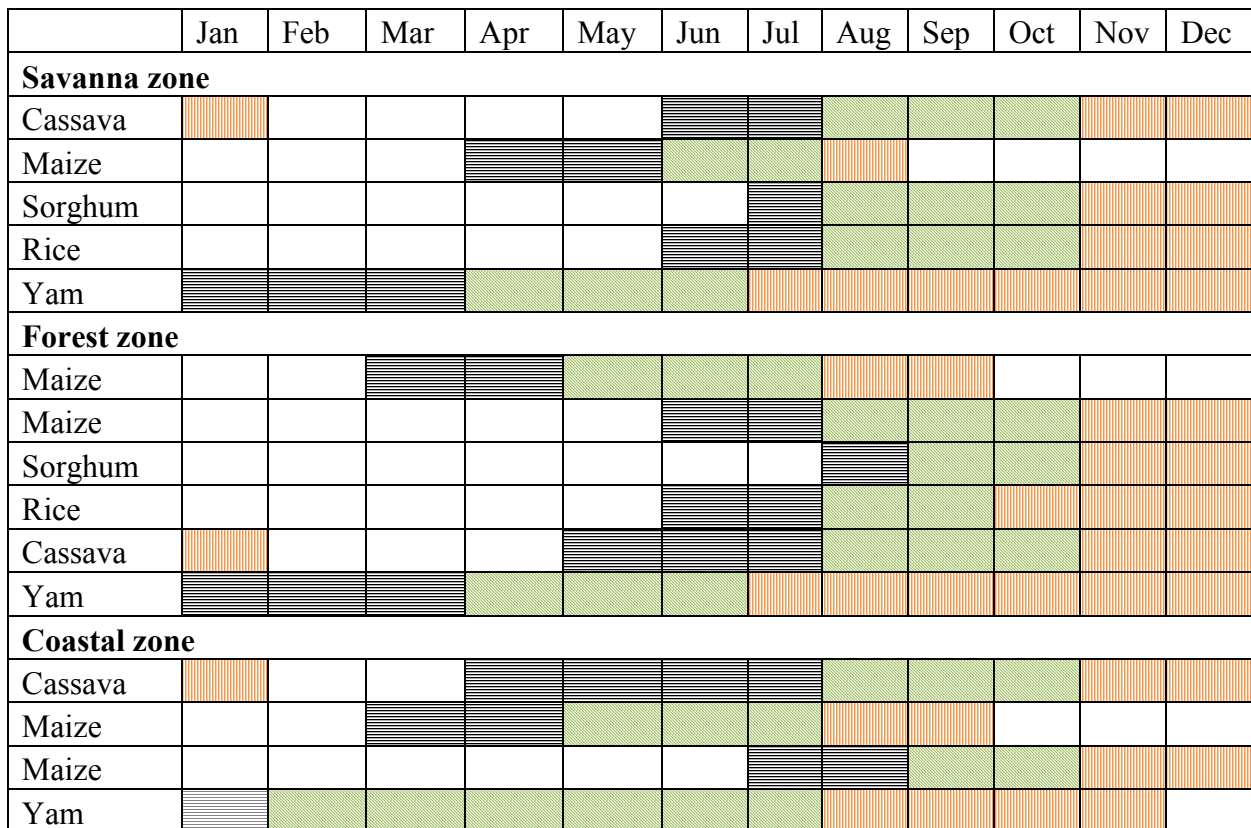 Jan Feb Mar Apr May Jun Jul Aug Sep Oct Nov Dec
Savanna zone
Cassava
Maize
Sorghum
Rice
Yam
Forest zone
Maize
Maize
Sorghum
Rice
Cassava
Yam
Coastal zone
Cassava
Maize
Maize
Yam